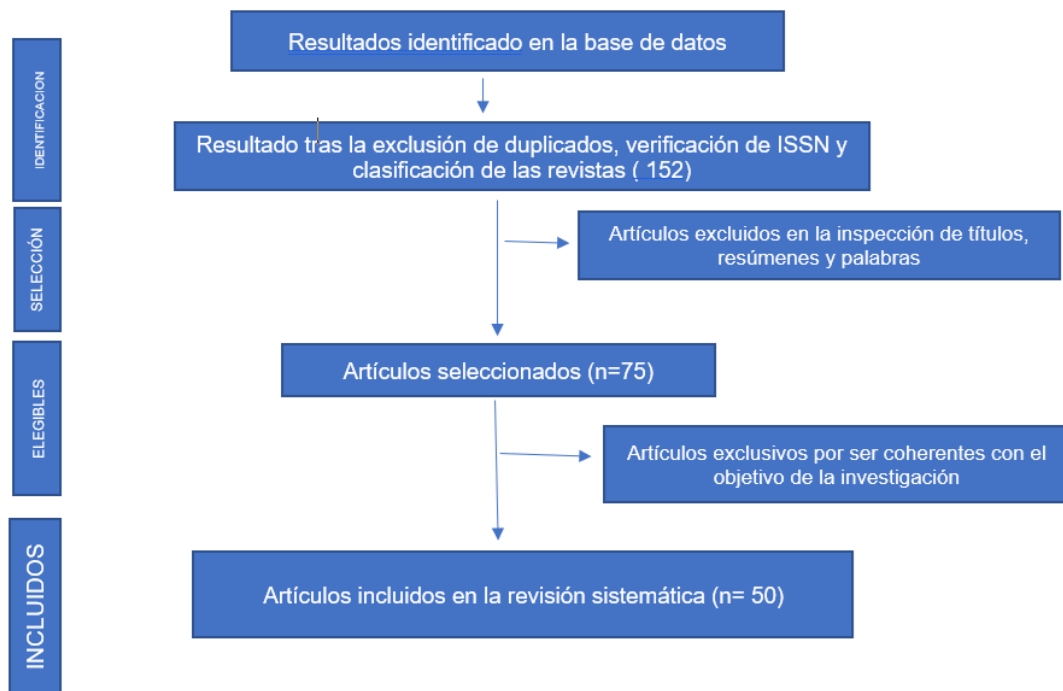 IDENTIFICACION
Resultados identificado en la base de datos
Resultado tras la exclusión de duplicados, verificación de ISSN y
clasificación de las revistas ( 152)
SELECCIÓN
Artículos excluidos en la inspección de títulos,
resúmenes y palabras
ELEGIBLES
Artículos seleccionados (n=75)
Artículos exclusivos por ser coherentes con el
objetivo de la investigación
INCLUIDOS
Artículos incluidos en la revisión sistemática (n= 50)